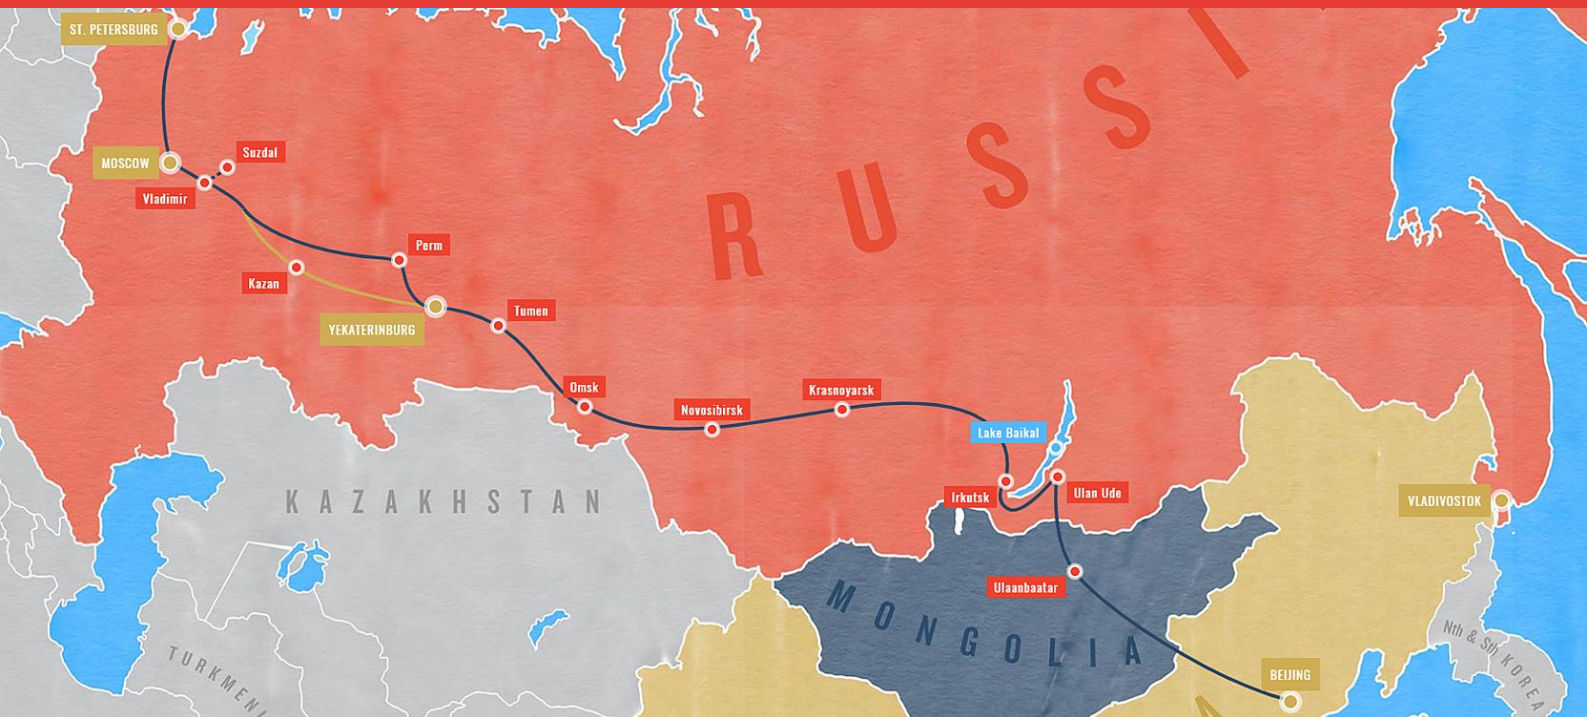 ST. PETERSBURG
RUSSI
MOSCOW
Suzdal
Vladimir
Perm
Kazan
Tumen
YEKATERINBURG
Omsk
Krasnoyarsk
Novosibirsk
Lake Baikal
Irkutsk
Ulan Ude
VLADIVOSTOK
KAZAKHSTAN
Ulaanbaatar
MONGOLIA
Nth & Sth KOREA
TURKMENI
BEIJING